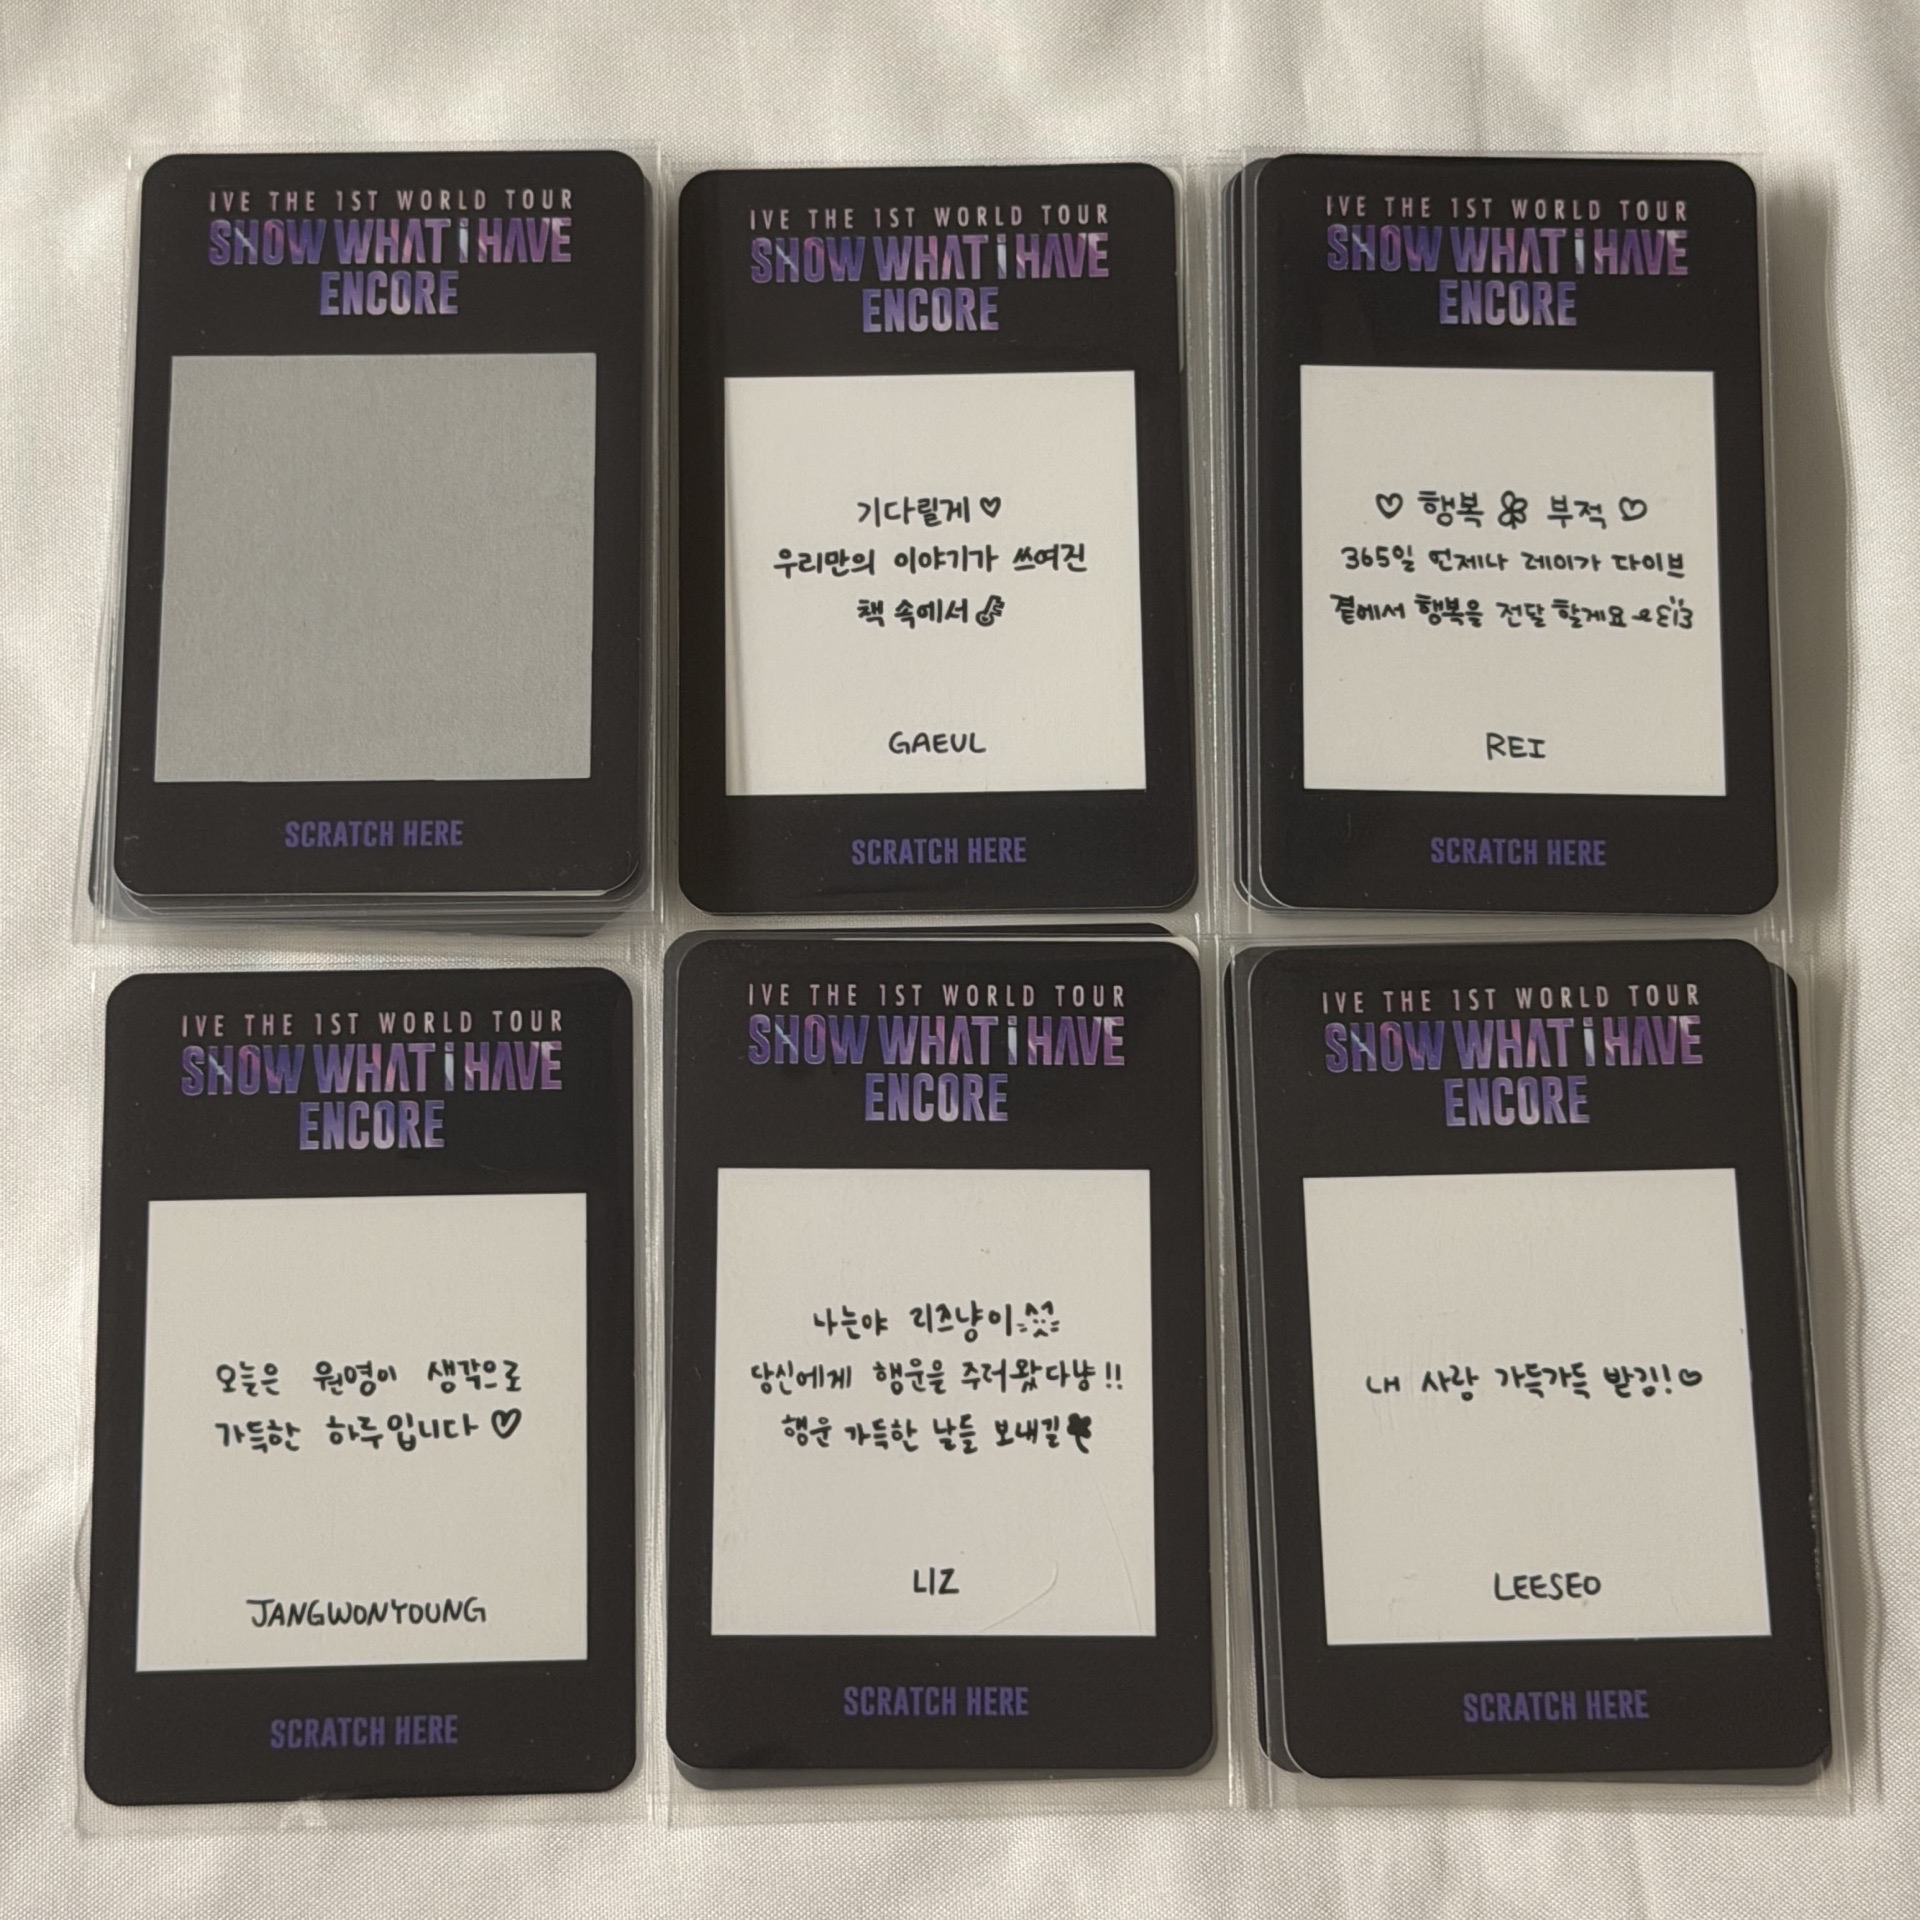 IVE THE 1ST WORLD TOUR
SHOW WHAT i HAVE
ENCORE
SCRATCH HERE
IVE THE 1ST WORLD TOUR
SHOW WHAT i HAVE
ENCORE
기다릴게♡
우리만의 이야기가 쓰여진
책 속에서
GAEUL
SCRATCH HERE
IVE THE 1ST WORLD TOUR
SHOW WHAT i HAVE
ENCORE
♡ 행복 부적 ♡
365일 언제나 레이가 다이브
곁에서 행복을 전달 할게요
REI
SCRATCH HERE
IVE THE 1ST WORLD TOUR
SHOW WHAT i HAVE
ENCORE
오늘은 원영이 생각으로
가득한 하루입니다♡
JANGWONYOUNG
SCRATCH HERE
IVE THE 1ST WORLD TOUR
SHOW WHAT i HAVE
ENCORE
나는야 리즈냥이
당신에게 행운을 주러왔다냥!!
행운 가득한 날들 보내길
LIZ
SCRATCH HERE
IVE THE 1ST WORLD TOUR
SHOW WHAT i HAVE
ENCORE
내 사랑 가득가득 받김!♡
LEESEO
SCRATCH HERE